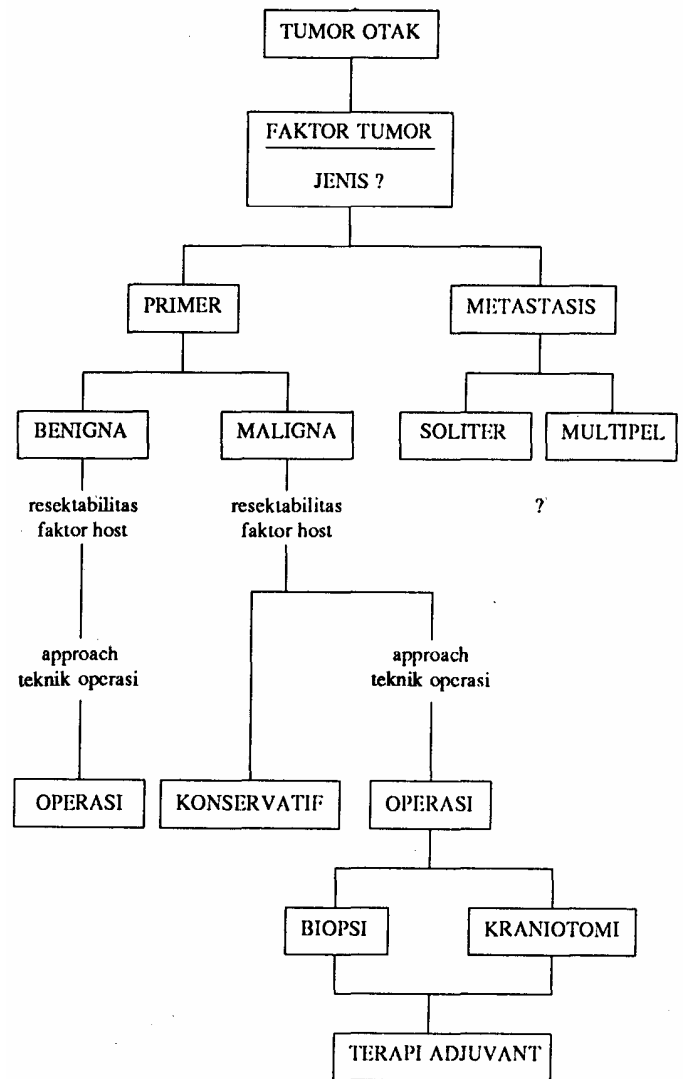 TUMOR OTAK
FAKTOR TUMOR
JENIS ?
PRIMER
METASTASIS
BENIGNA
MALIGNA
SOLITER
MULTIPEL
resektabilitas
faktor host
resektabilitas
faktor host
?
approach
teknik operasi
approach
teknik operasi
OPERASI
KONSERVATIF
OPERASI
BIOPSI
KRANIOTOMI
TERAPI ADJUVANT